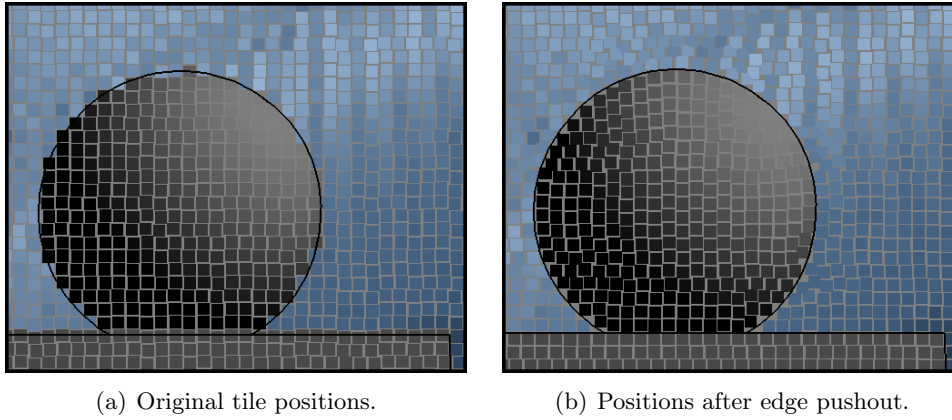 (a) Original tile positions.
(b) Positions after edge pushout.